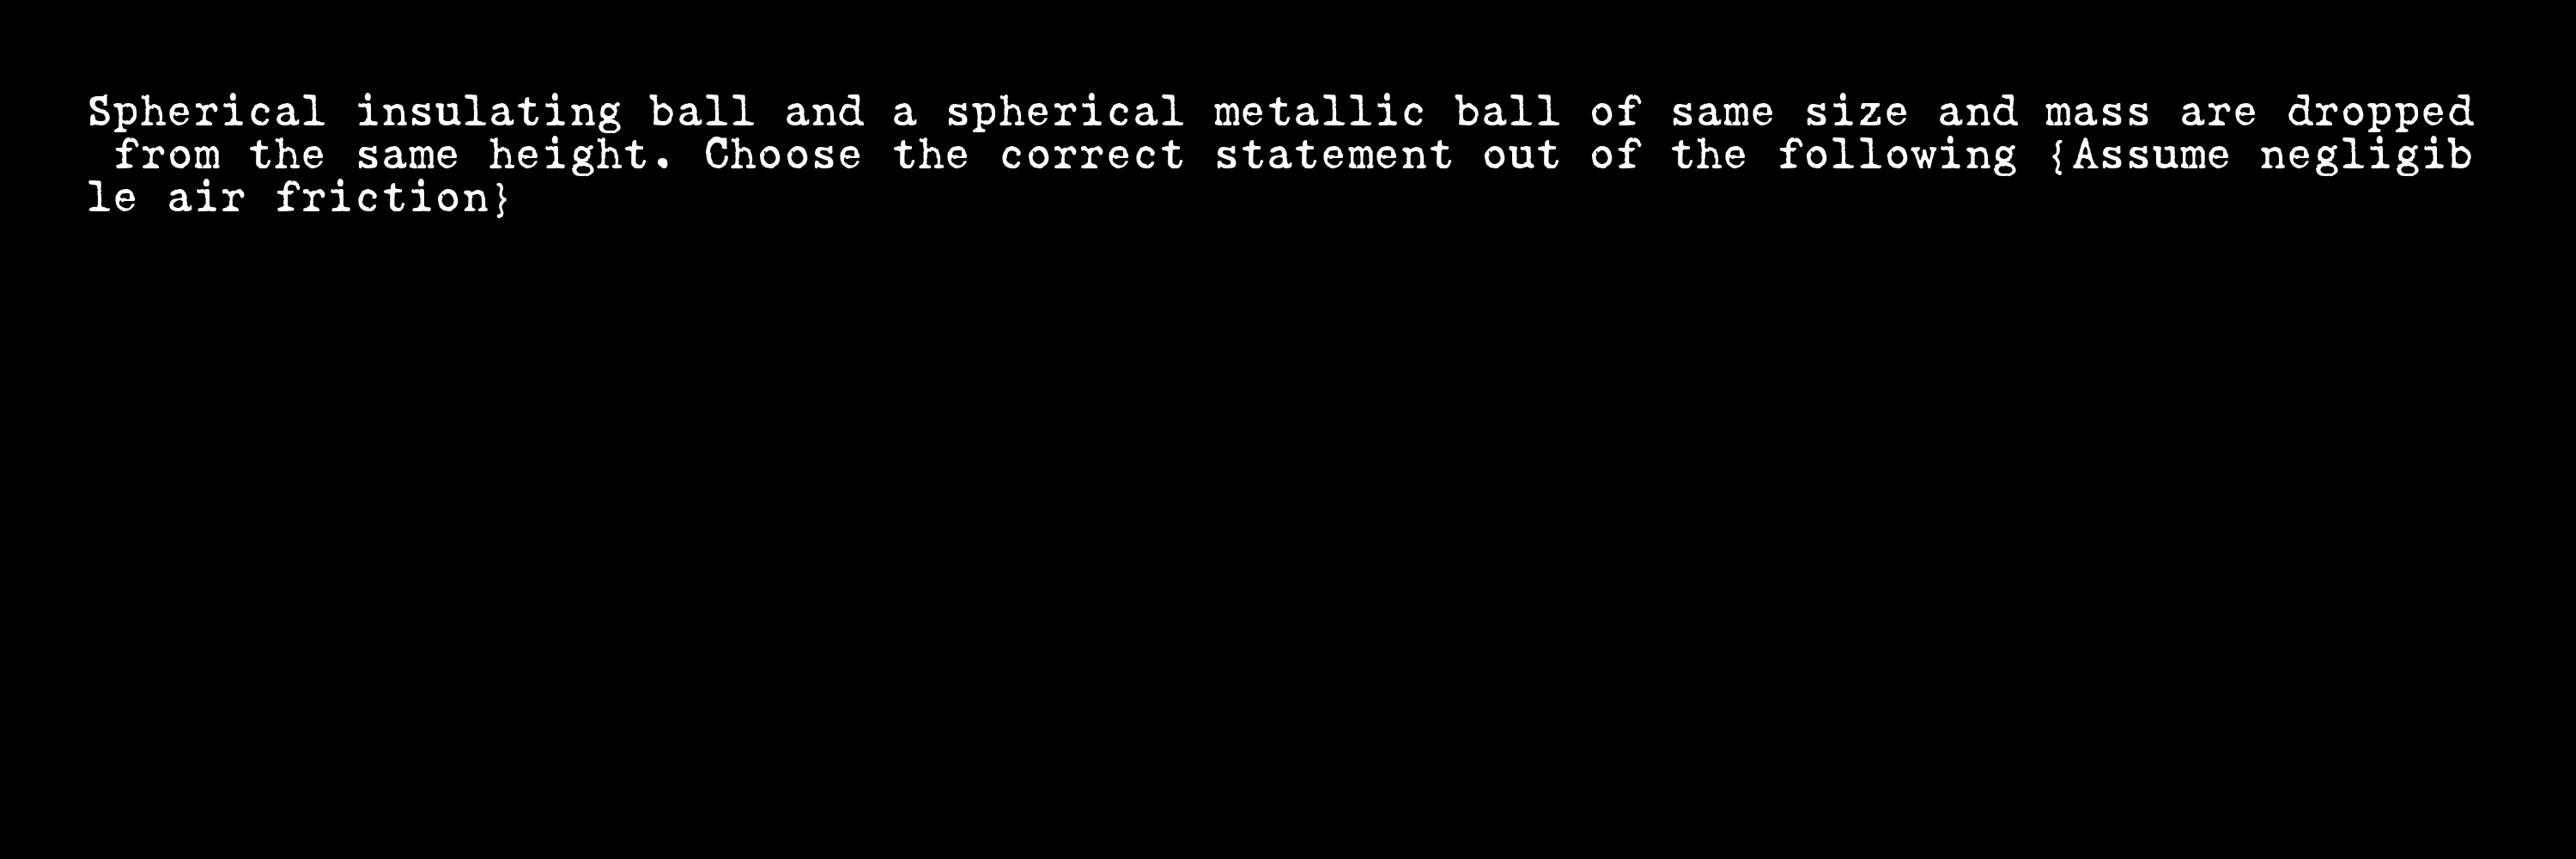 Spherical insulating ball and a spherical metallic ball of same size and mass are dropped
from the same height. Choose the correct statement out of the following {Assume negligib
le air friction}